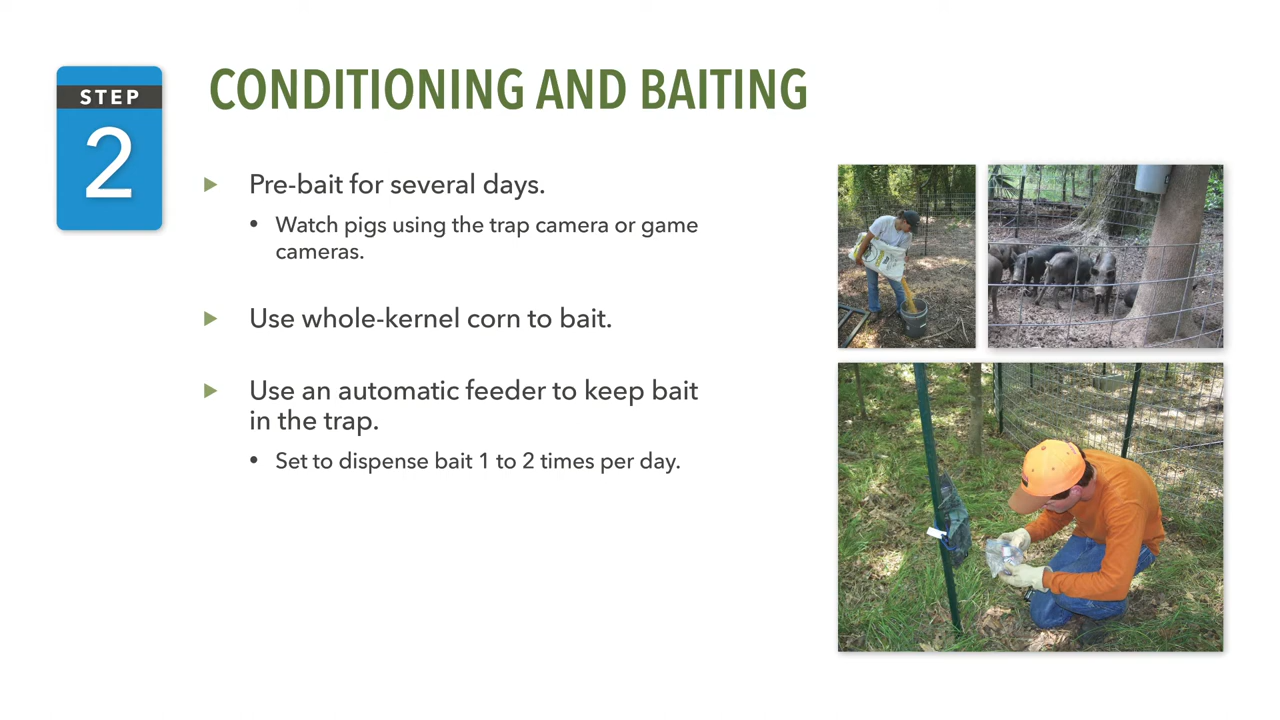 STEP
2
CONDITIONING AND BAITING
Pre-bait for several days.
• Watch pigs using the trap camera or game
cameras.
Use whole-kernel corn to bait.
Use an automatic feeder to keep bait
in the trap.
• Set to dispense bait 1 to 2 times per day.